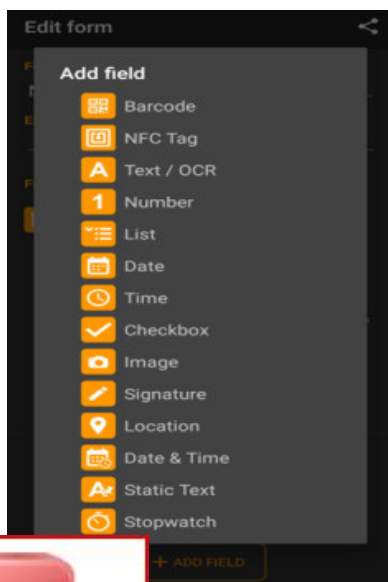 Edit form
Add field
Barcode
NFC Tag
A Text / OCR
1 Number
List
Date
Time
Checkbox
Image
Signature
Location
Date & Time
Static Text
Stopwatch
+ ADD FIELD